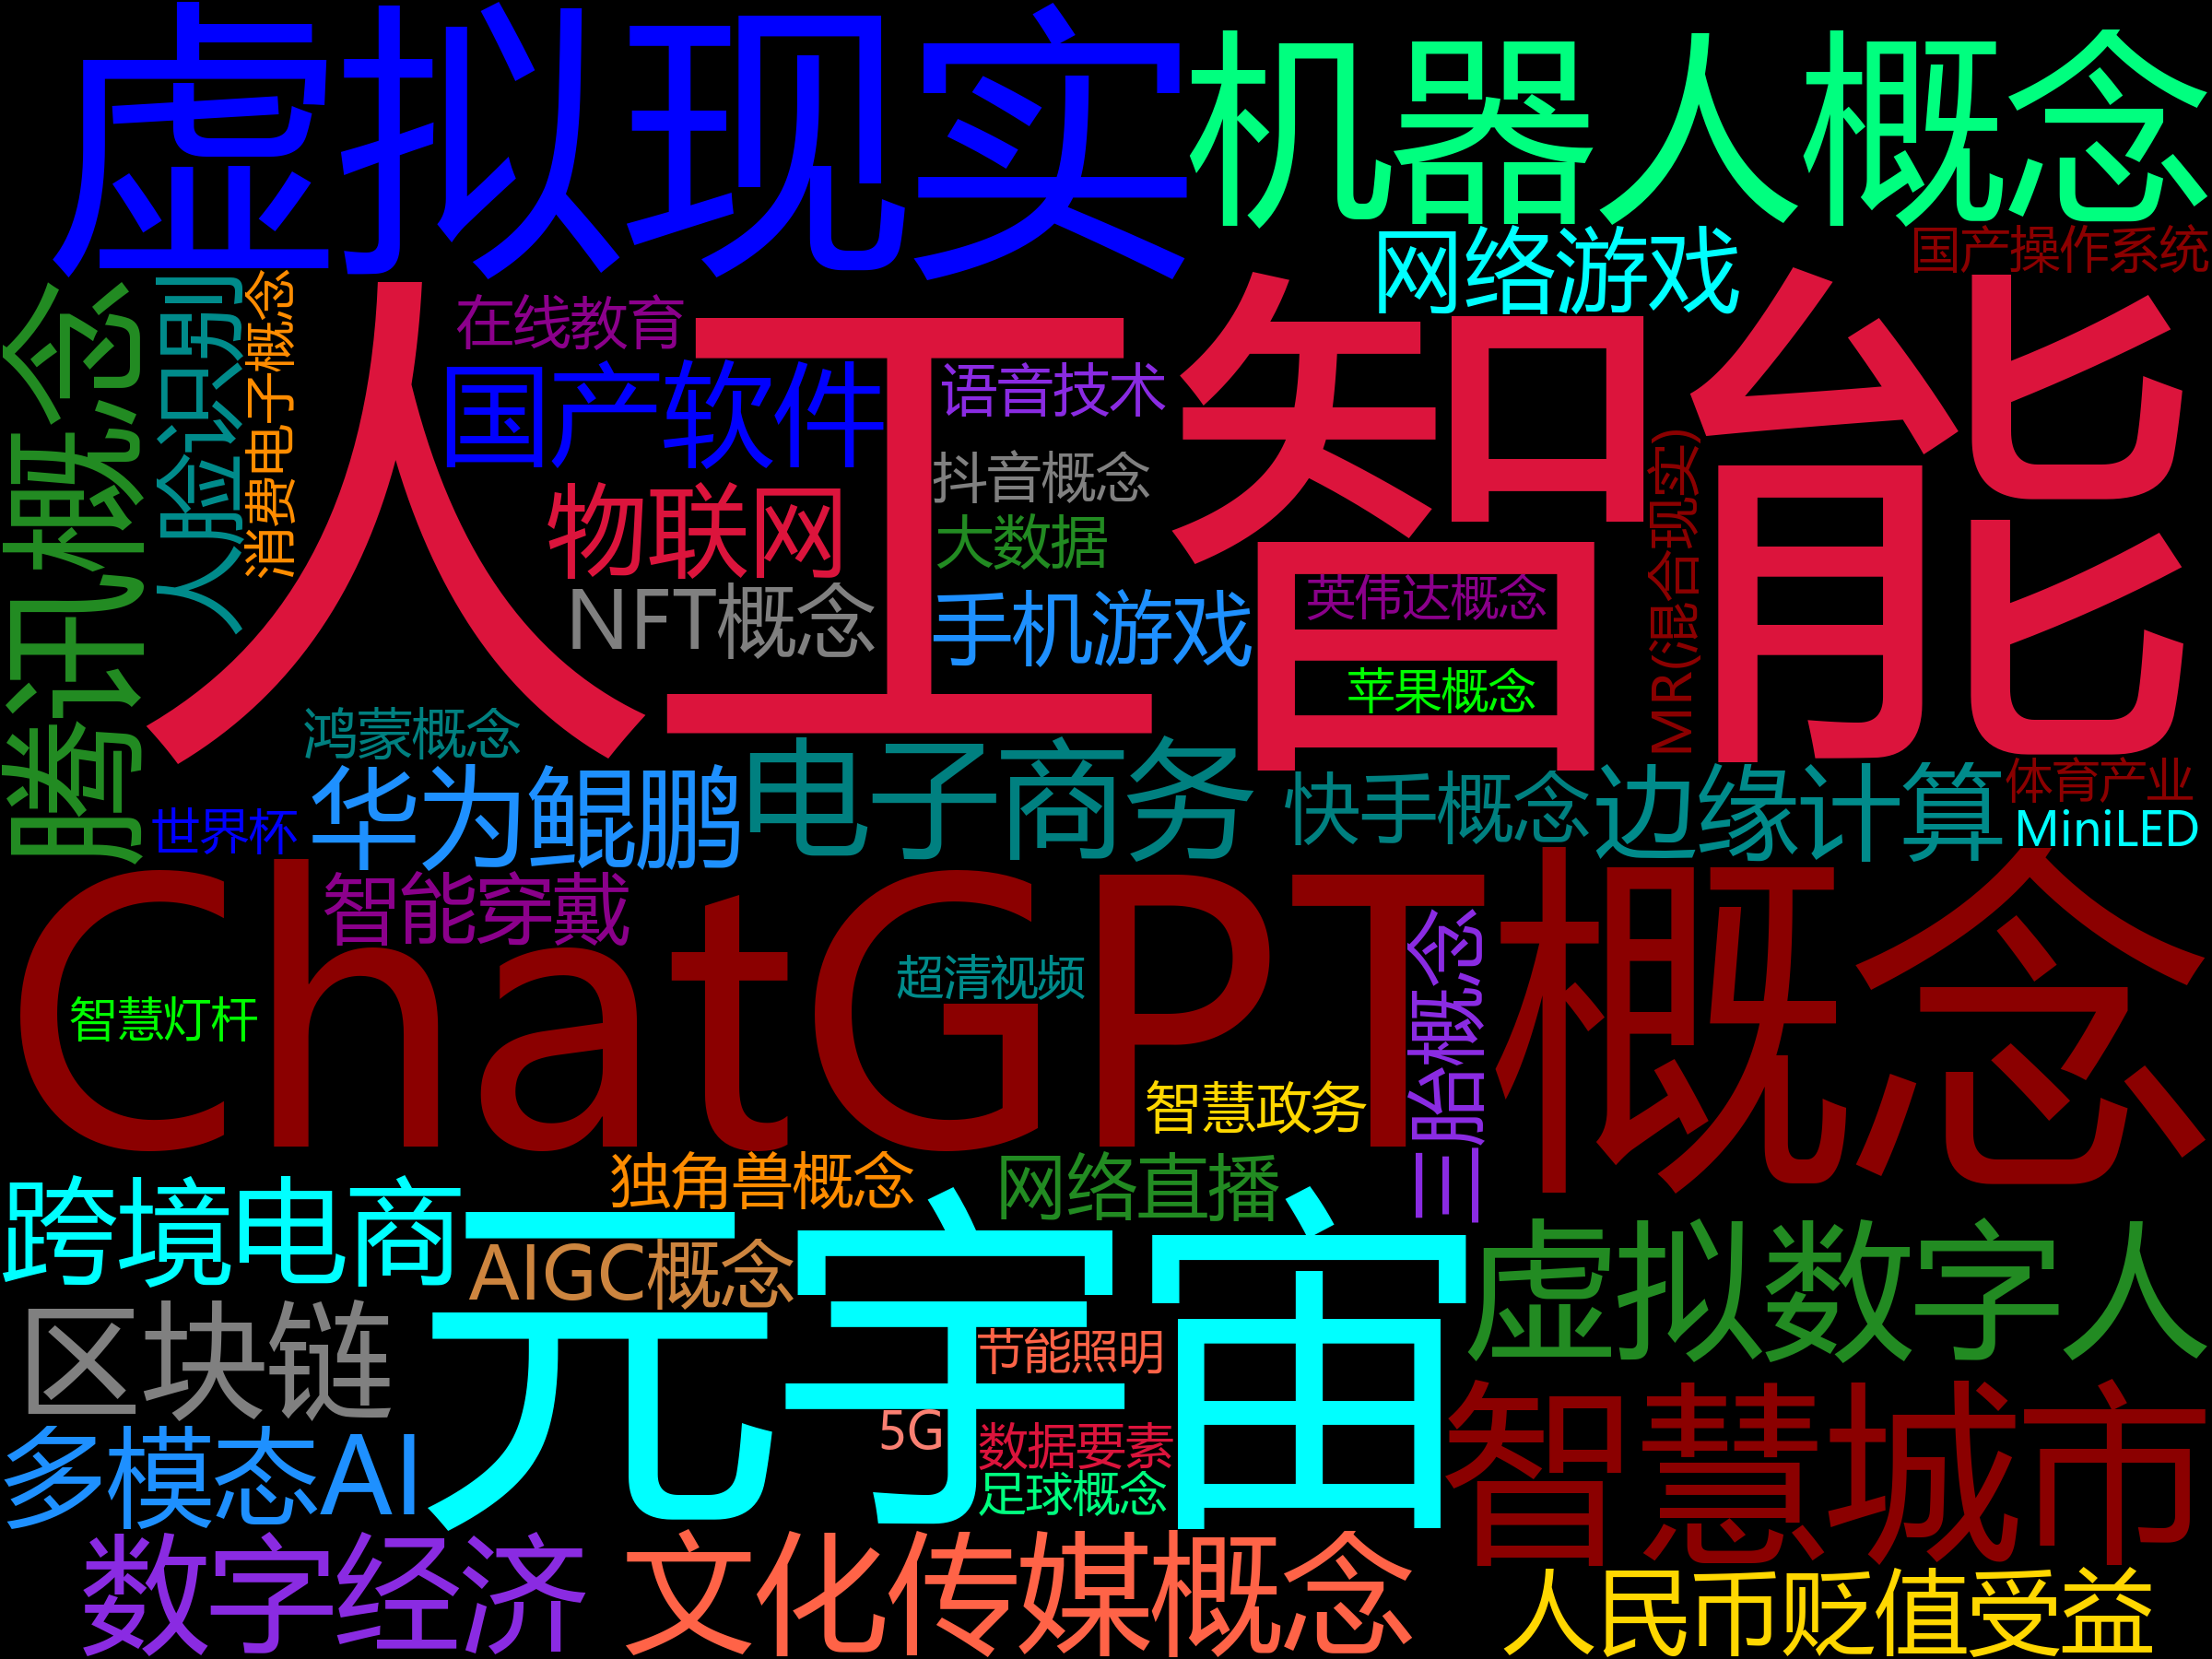 虚拟现实
机器人概念
网络游戏
国产操作系统
腾讯概念
人脸识别
消费电子概念
人工智能
在线教育
国产软件
语音技术
抖音概念
物联网
大数据
NFT概念
手机游戏
英伟达概念
苹果概念
MR(混合现实)
鸿蒙概念
世界杯
华为鲲鹏
电子商务
快手概念
边缘计算
体育产业
MiniLED
智能穿戴
ChatGPT概念
超清视频
智慧灯杆
三胎概念
智慧政务
独角兽概念
网络直播
跨境电商
元宇宙
AIGC概念
虚拟数字人
区块链
节能照明
智慧城市
5G
数据要素
多模态AI
足球概念
数字经济
文化传媒概念
人民币贬值受益